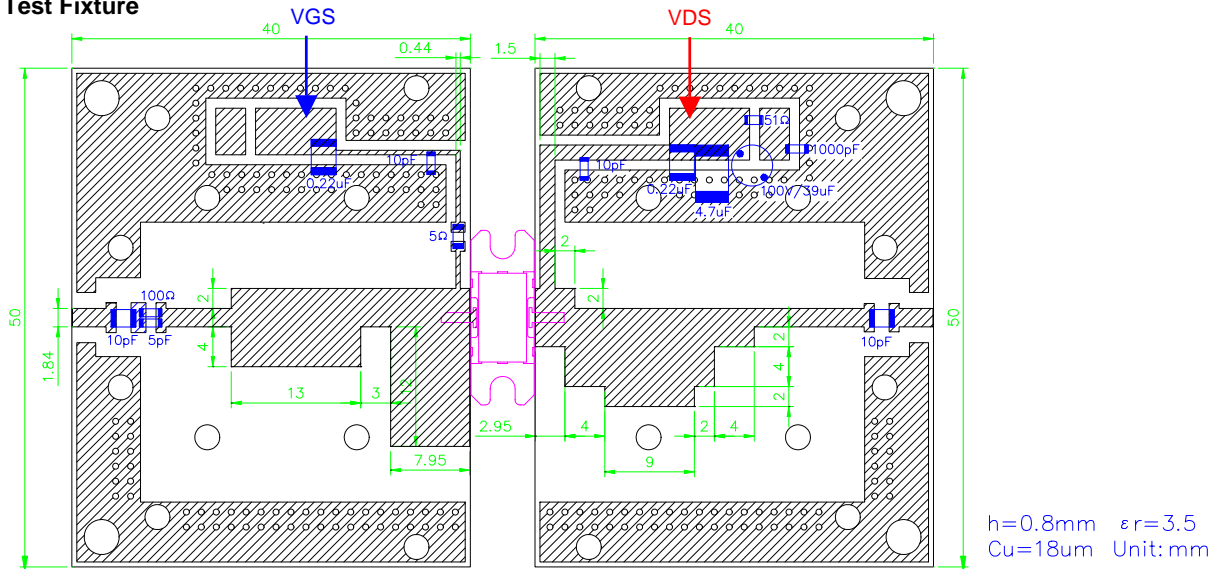 Test Fixture
VGS
VDS
40
0.44
1.5
40
51Ω
1000pF
10pF
0.22uF
10pF
0.22uF
100V/39uF
4.7uF
5Ω
2
2
2
100Ω
10pF
5pF
10pF
50
50
1.84
4
12
2
4
2
13
3
7.95
2.95
4
9
2
4
h=0.8mm εr=3.5
Cu=18um Unit:mm